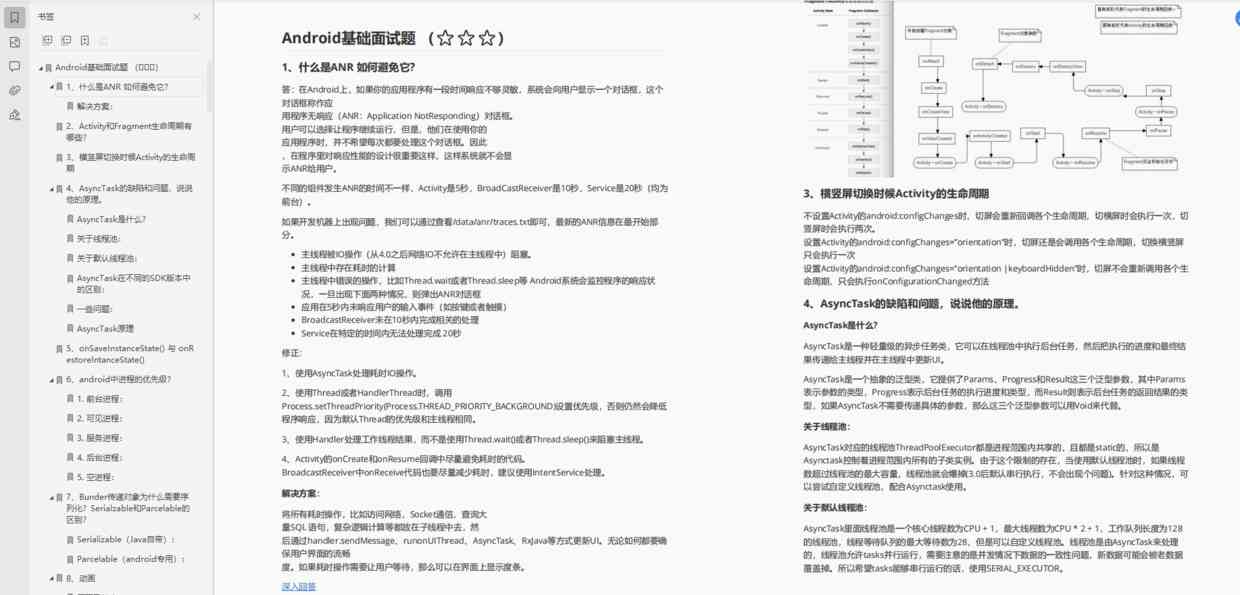 书签
Android基础面试题 （☆☆☆）
1、什么是ANR 如何避免它？
解决方案：
2、Activity和Fragment生命周期有
哪些？
3、横竖屏切换时候Activity的生命周
期
4、AsyncTask的缺陷和问题，说说
他的原理。
AsyncTask是什么？
关于线程池：
关于默认线程池：
AsyncTask在不同的SDK版本中
的区别：
一些问题：
AsyncTask原理
5、onSaveInstanceState() 与 onR
estoreIntanceState()
6、android中进程的优先级？
1. 前台进程：
2. 可见进程：
3. 服务进程：
4. 后台进程：
5. 空进程：
7、Bunder传递对象为什么需要序
列化？Serialzable和Parcelable的
区别？
Serializable（Java自带）：
Parcelable（android专用）：
8、动画
Android基础面试题 （☆☆☆）
1、什么是ANR 如何避免它？
答：在Android上，如果你的应用程序有一段时间响应不够灵敏，系统会向用户显示一个对话框，这个
对话框称作应
用程序无响应（ANR：Application NotResponding）对话框。
用户可以选择让程序继续运行，但是，他们在使用你的
应用程序时，并不希望每次都要处理这个对话框。因此
，在程序里对响应性能的设计很重要这样，这样系统就不会显
示ANR给用户。
不同的组件发生ANR的时间不一样，Activity是5秒，BroadCastReceiver是10秒，Service是20秒（均为
前台）。
如果开发机器上出现问题，我们可以通过查看/data/anr/traces.txt即可，最新的ANR信息在最开始部
分。
主线程被IO操作（从4.0之后网络IO不允许在主线程中）阻塞。
主线程中存在耗时的计算
主线程中错误的操作，比如Thread.wait或者Thread.sleep等 Android系统会监控程序的响应状
况，一旦出现下面两种情况，则弹出ANR对话框
应用在5秒内未响应用户的输入事件（如按键或者触摸）
BroadcastReceiver未在10秒内完成相关的处理
Service在特定的时间内无法处理完成 20秒
修正：
1、使用AsyncTask处理耗时IO操作。
2、使用Thread或者HandlerThread时，调用
Process.setThreadPriority(Process.THREAD_PRIORITY_BACKGROUND)设置优先级，否则仍然会降低
程序响应，因为默认Thread的优先级和主线程相同。
3、使用Handler处理工作线程结果，而不是使用Thread.wait()或者Thread.sleep()来阻塞主线程。
4、Activity的onCreate和onResume回调中尽量避免耗时的代码。
BroadcastReceiver中onReceive代码也要尽量减少耗时，建议使用IntentService处理。
解决方案：
将所有耗时操作，比如访问网络，Socket通信，查询大
量SQL 语句，复杂逻辑计算等都放在子线程中去，然
后通过handler.sendMessage、runonUIThread、AsyncTask、RxJava等方式更新UI。无论如何都要确
保用户界面的流畅
度。如果耗时操作需要让用户等待，那么可以在界面上显示度条。
深入回答
3、横竖屏切换时候Activity的生命周期
不设置Activity的android:configChanges时，切屏会重新回调各个生命周期，切横屏时会执行一次，切
竖屏时会执行两次。
设置Activity的android:configChanges="orientation"时，切屏还是会调用各个生命周期，切换横竖屏
只会执行一次
设置Activity的android:configChanges="orientation |keyboardHidden"时，切屏不会重新调用各个生
命周期，只会执行onConfigurationChanged方法
4、AsyncTask的缺陷和问题，说说他的原理。
AsyncTask是什么？
AsyncTask是一种轻量级的异步任务类，它可以在线程池中执行后台任务，然后把执行的进度和最终结
果传递给主线程并在主线程中更新UI。
AsyncTask是一个抽象的泛型类，它提供了Params、Progress和Result这三个泛型参数，其中Params
表示参数的类型，Progress表示后台任务的执行进度和类型，而Result则表示后台任务的返回结果的类
型，如果AsyncTask不需要传递具体的参数，那么这三个泛型参数可以用Void来代替。
关于线程池：
AsyncTask对应的线程池ThreadPoolExecutor都是进程范围内共享的，且都是static的，所以是
Asynctask控制着进程范围内所有的子类实例。由于这个限制的存在，当使用默认线程池时，如果线程
数超过线程池的最大容量，线程池就会爆掉(3.0后默认串行执行，不会出现个问题)。针对这种情况，可
以尝试自定义线程池，配合Asynctask使用。
关于默认线程池：
AsyncTask里面线程池是一个核心线程数为CPU + 1，最大线程数为CPU * 2 + 1，工作队列长度为128
的线程池，线程等待队列的最大等待数为28，但是可以自定义线程池。线程池是由AsyncTask来处理
的，线程池允许tasks并行运行，需要注意的是并发情况下数据的一致性问题，新数据可能会被老数据
覆盖掉。所以希望tasks能够串行运行的话，使用SERIAL_EXECUTOR。